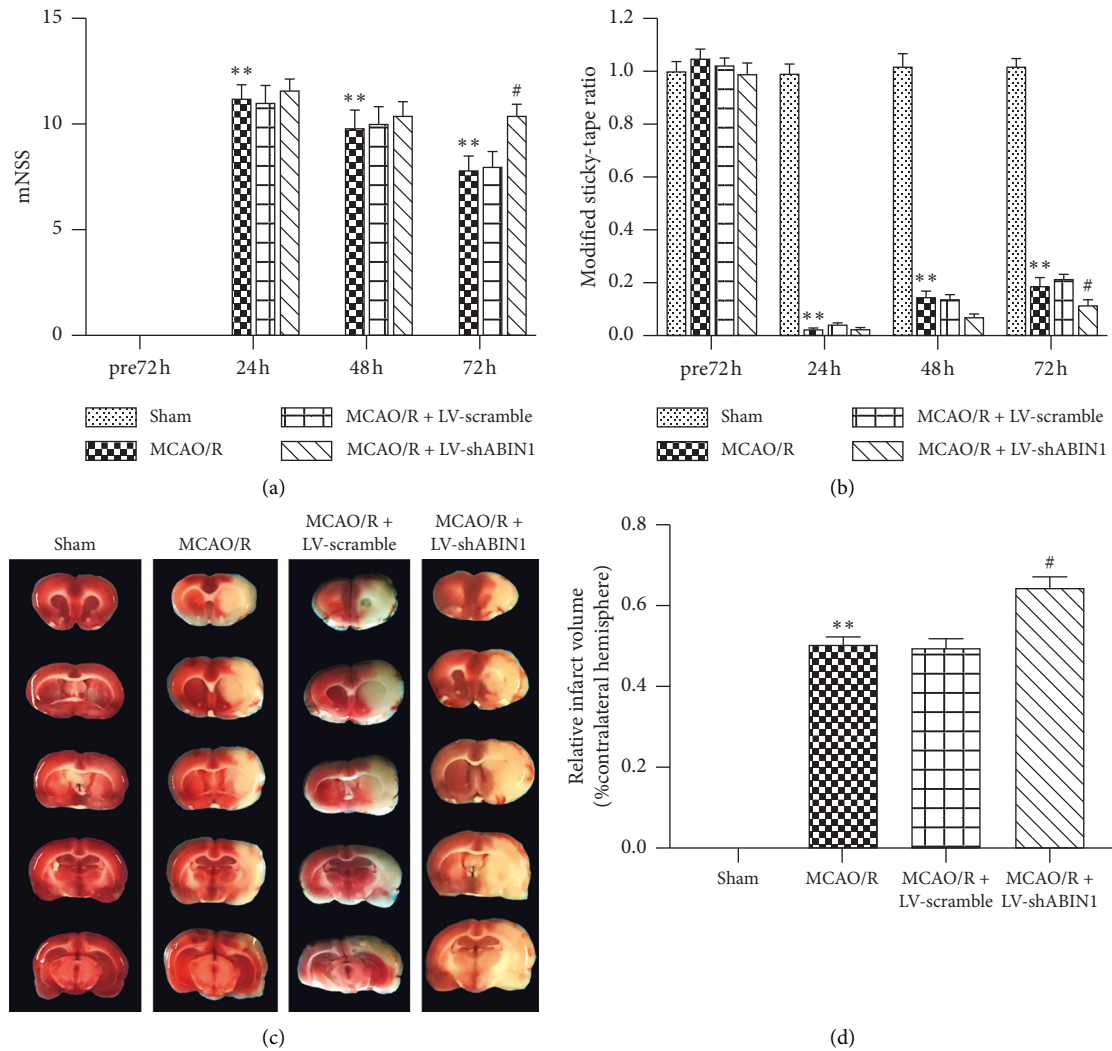 15
10
5
0
mNSS
**
**
**
#
pre72 h
24 h
48 h
72 h
Sham
MCAO/R
MCAO/R + LV-scramble
MCAO/R + LV-shABIN1
(a)
1.2
1.0
0.8
0.6
0.4
0.2
0.0
Modified sticky-tape ratio
**
**
**
#
pre72 h
24 h
48 h
72 h
Sham
MCAO/R
MCAO/R + LV-scramble
MCAO/R + LV-shABIN1
(b)
Sham
MCAO/R
MCAO/R +
LV-scramble
MCAO/R +
LV-shABIN1
(c)
0.8
0.6
0.4
0.2
0.0
Relative infarct volume
(%contralateral hemisphere)
**
#
Sham
MCAO/R
MCAO/R +
LV-scramble
MCAO/R +
LV-shABIN1
(d)